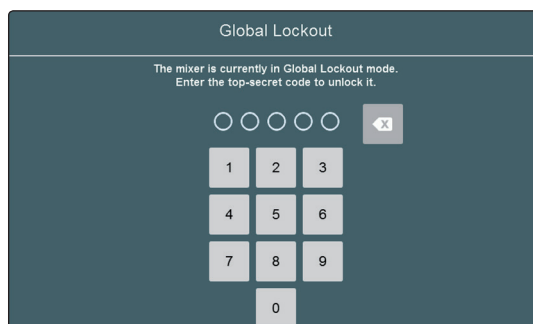 Global Lockout
The mixer is currently in Global Lockout mode.
Enter the top-secret code to unlock it.
X
1 2 3
4 5 6
7 8 9
0